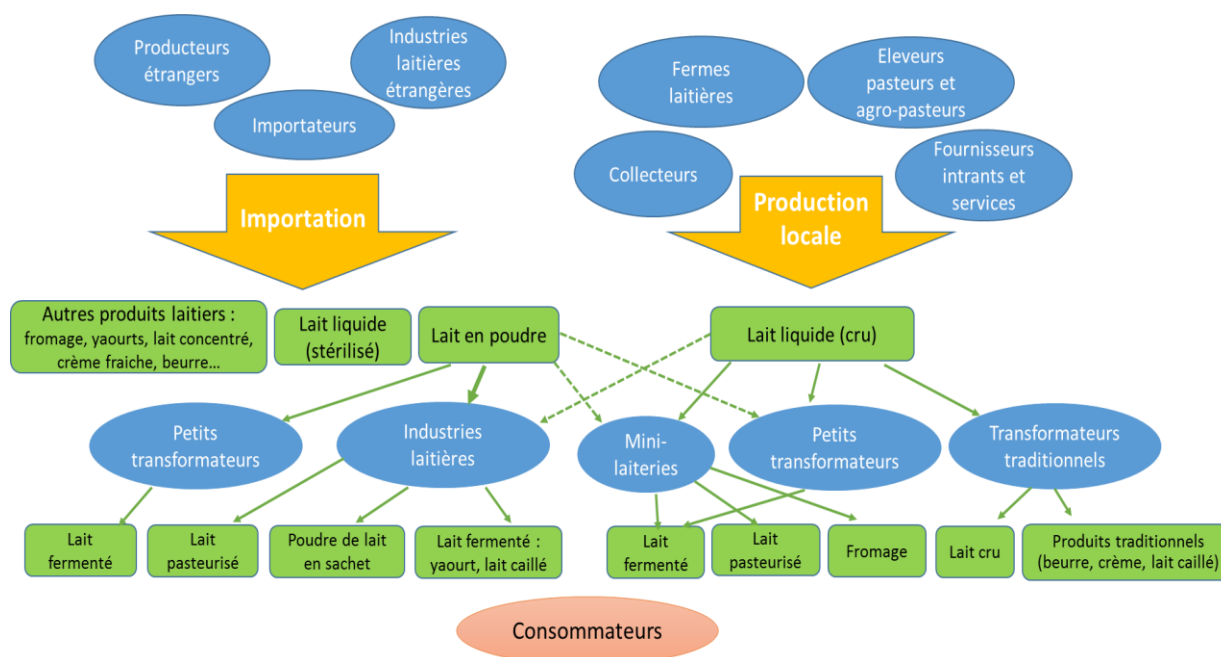 Producteurs
étrangers
Industries
laitières
étrangères
Importateurs
Fermes
laitières
Eleveurs
pasteurs et
agro-pasteurs
Collecteurs
Fournisseurs
intrants et
services
Importation
Production
locale
Autres produits laitiers :
fromage, yaourts, lait concentré,
crème fraiche, beurre...
Lait liquide
(stérilisé)
Lait en poudre
Lait liquide (cru)
Petits
transformateurs
Industries
laitières
Mini-
laiteries
Petits
transformateurs
Transformateurs
traditionnels
Lait
fermenté
Lait
pasteurisé
Poudre de lait
en sachet
Lait fermenté :
yaourt, lait caillé
Lait
fermenté
Lait
pasteurisé
Fromage
Lait cru
Produits traditionnels
(beurre, crème, lait caillé)
Consommateurs